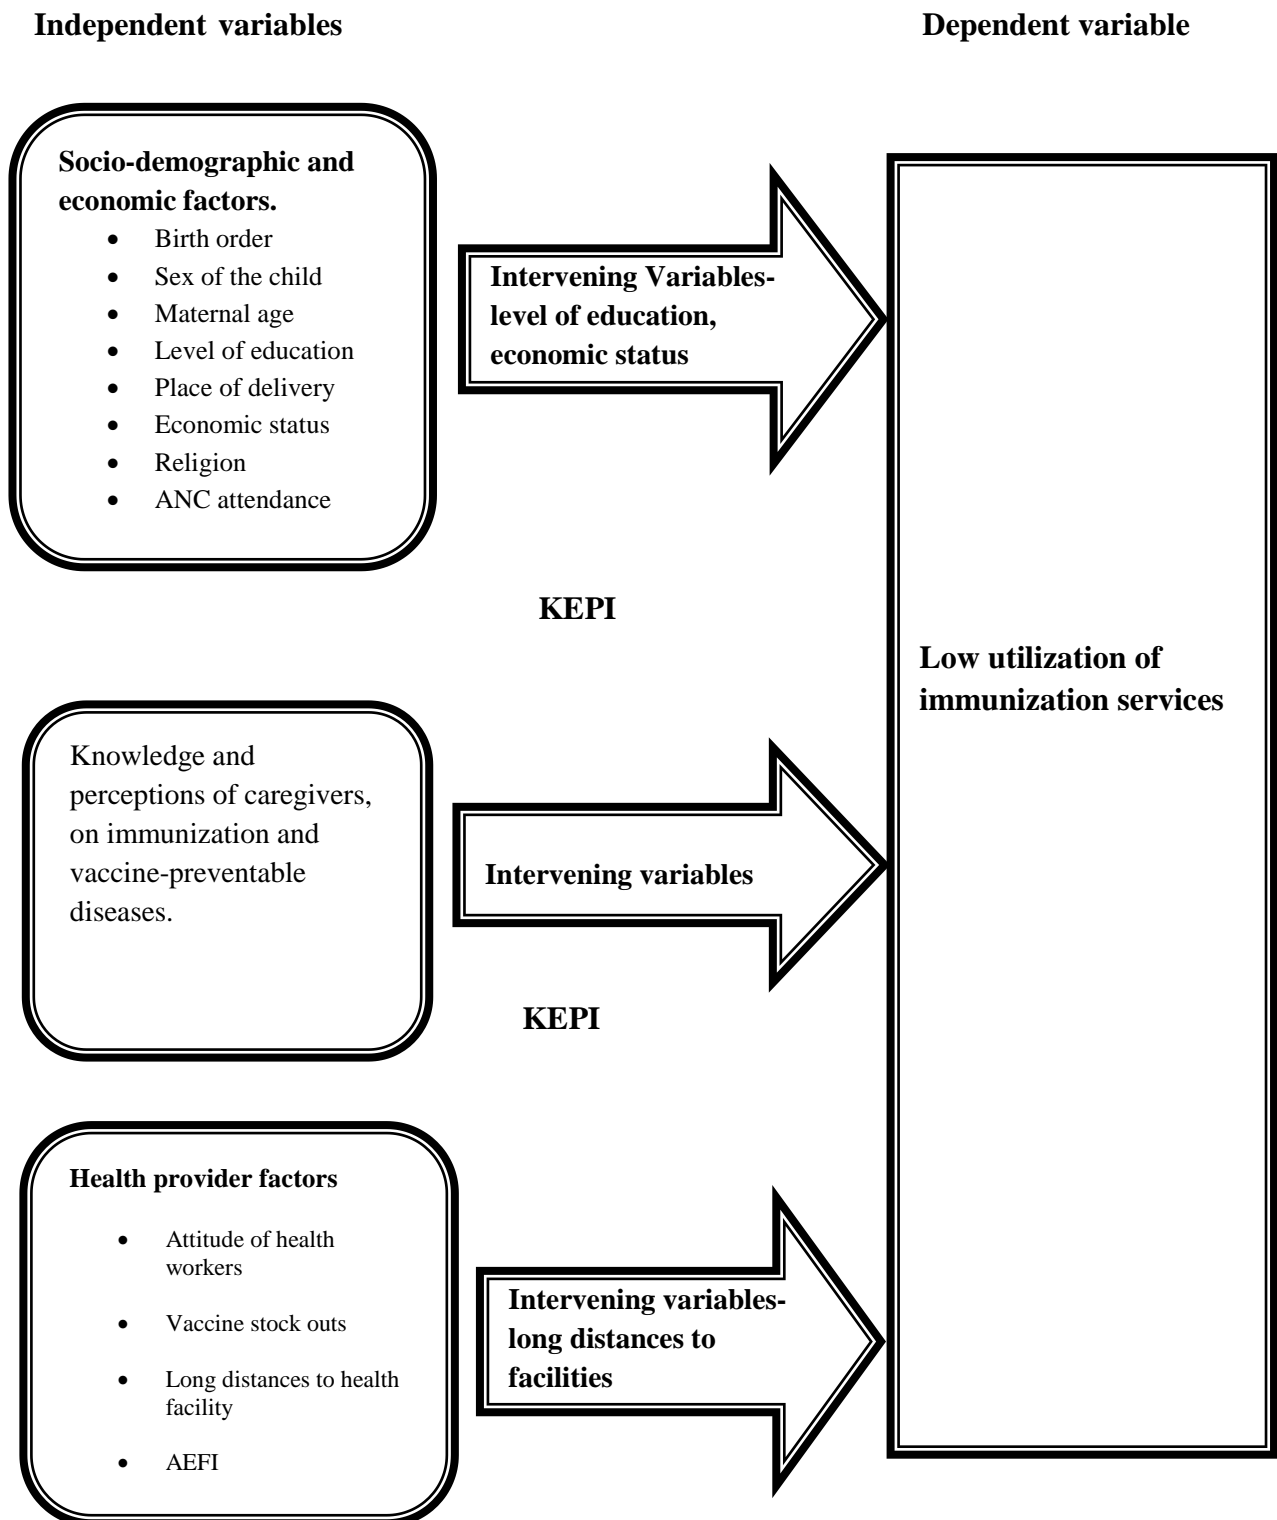 Independent variables
Dependent variable
Socio-demographic and
economic factors.
• Birth order
• Sex of the child
• Maternal age
• Level of education
• Place of delivery
• Economic status
• Religion
• ANC attendance
Intervening Variables-
level of education,
economic status
KEPI
Low utilization of
immunization services
Knowledge and
perceptions of caregivers,
on immunization and
vaccine-preventable
diseases.
Intervening variables
KEPI
Health provider factors
• Attitude of health
workers
• Vaccine stock outs
• Long distances to health
facility
• AEFI
Intervening variables-
long distances to
facilities